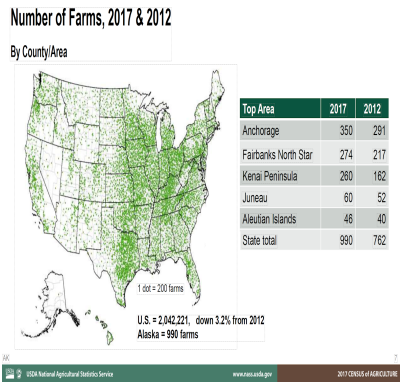 Number of Farms, 2017 & 2012
By County/Area
Top Area 2017 2012
Anchorage 350 291
Fairbanks North Star 274 217
Kenai Peninsula 260 162
Juneau 60 52
Aleutian Islands 46 40
State total 990 762
1 dot = 200 farms
U.S. = 2,042,221, down 3.2% from 2012
Alaska = 990 farms
AK 7
USDA National Agricultural Statistics Service www.nass.usda.gov 2017 CENSUS of AGRICULTURE